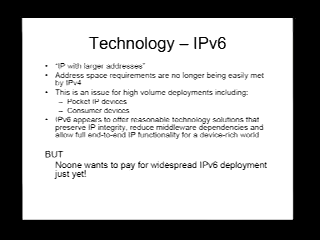 Technology – IPv6
• "IP with larger addresses"
• Address space requirements are no longer being easily met
by IPv4
• This is an issue for high volume deployments including:
– Pocket IP devices
– Consumer devices
• IPv6 appears to offer reasonable technology solutions that
preserve IP integrity, reduce middleware dependencies and
allow full end-to-end IP functionality for a device-rich world
BUT
Noone wants to pay for widespread IPv6 deployment
just yet!